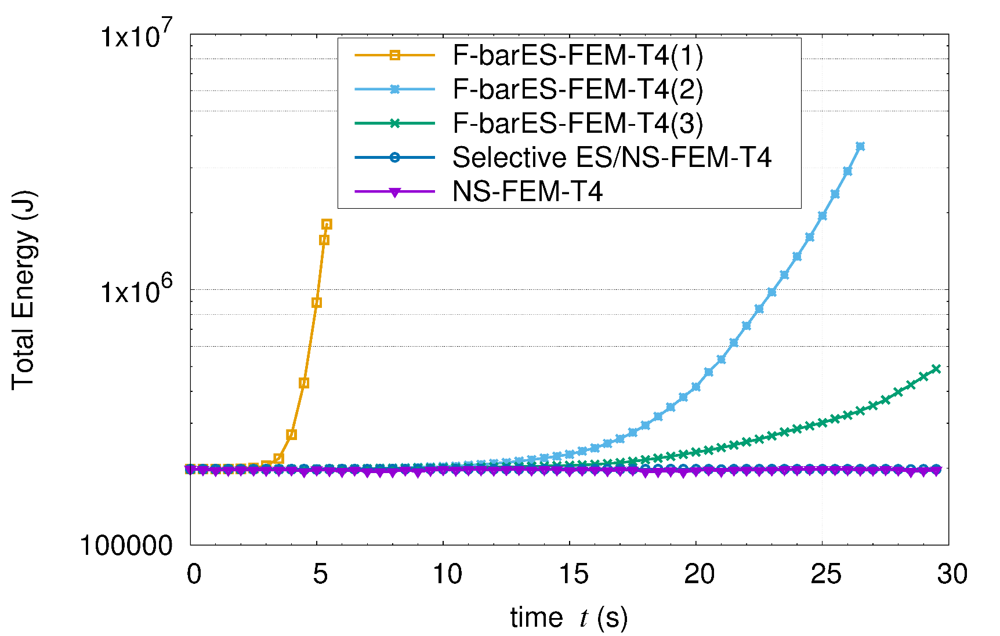 1x10^7
F-barES-FEM-T4(1)
F-barES-FEM-T4(2)
F-barES-FEM-T4(3)
Selective ES/NS-FEM-T4
NS-FEM-T4
Total Energy (J)
1x10^6
100000
0 5 10 15 20 25 30
time t (s)